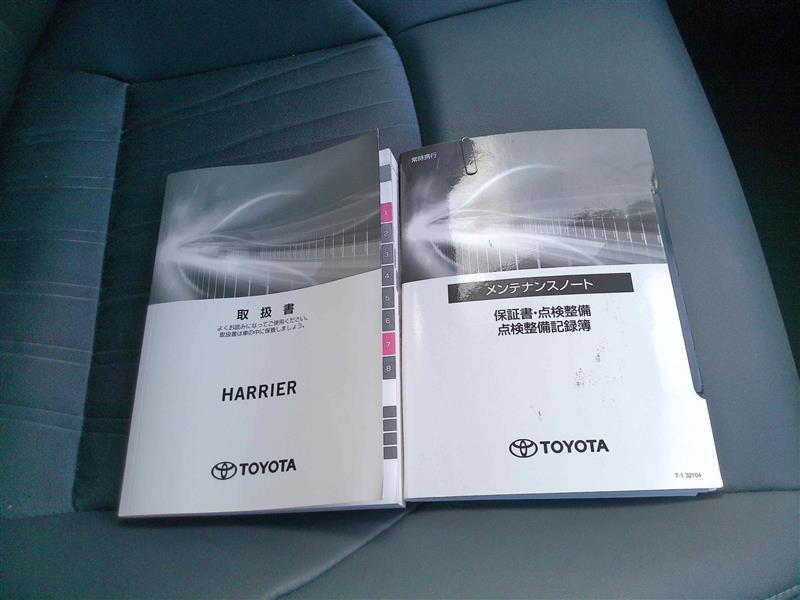 取扱書
よくお読みになってご使用ください。
取扱書は車の中に保管しましょう。
HARRIER
TOYOTA
1
2
3
4
5
6
7
8
常時携行
メンテナンスノート
保証書・点検整備
点検整備記録簿
TOYOTA
T-1 32104